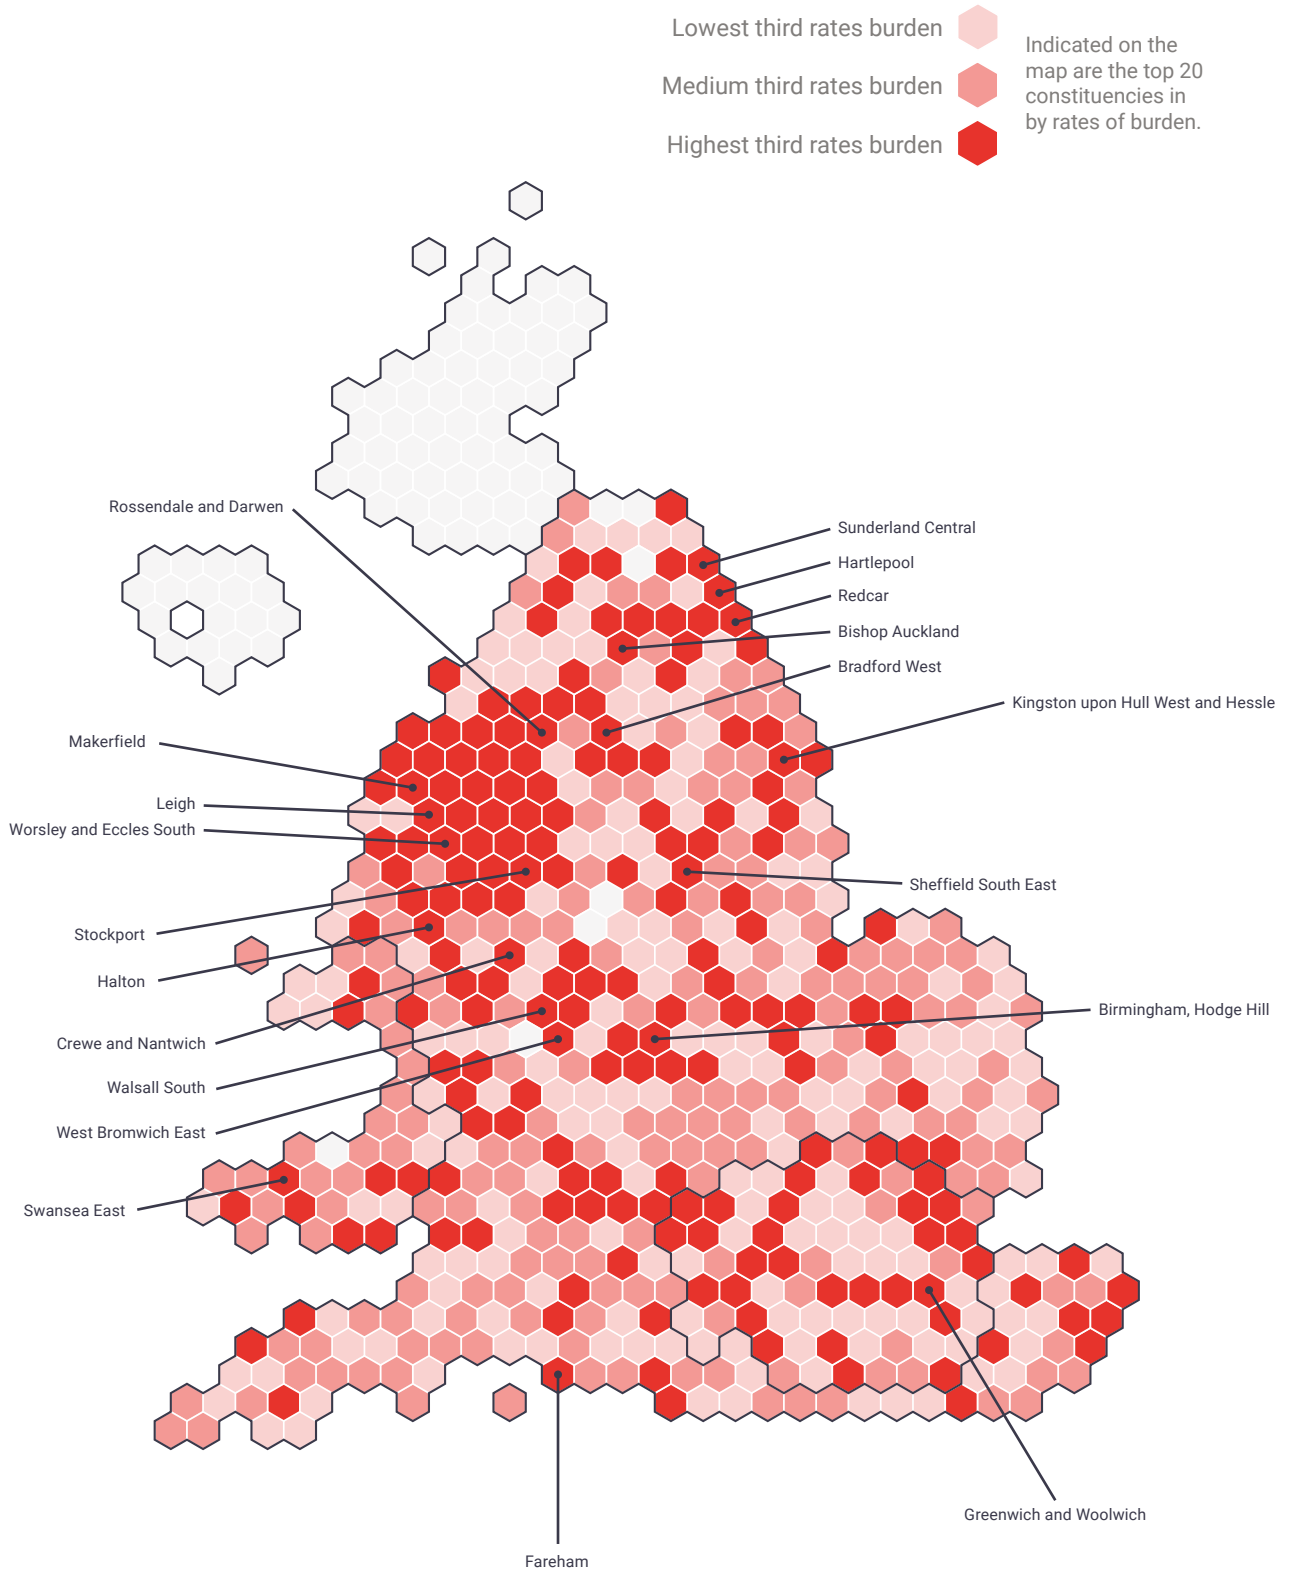 Lowest third rates burden
Medium third rates burden
Highest third rates burden
Indicated on the
map are the top 20
constituencies in
by rates of burden.
Rossendale and Darwen
Sunderland Central
Hartlepool
Redcar
Bishop Auckland
Bradford West
Kingston upon Hull West and Hessle
Makerfield
Leigh
Worsley and Eccles South
Sheffield South East
Stockport
Halton
Birmingham, Hodge Hill
Crewe and Nantwich
Walsall South
West Bromwich East
Swansea East
Greenwich and Woolwich
Fareham